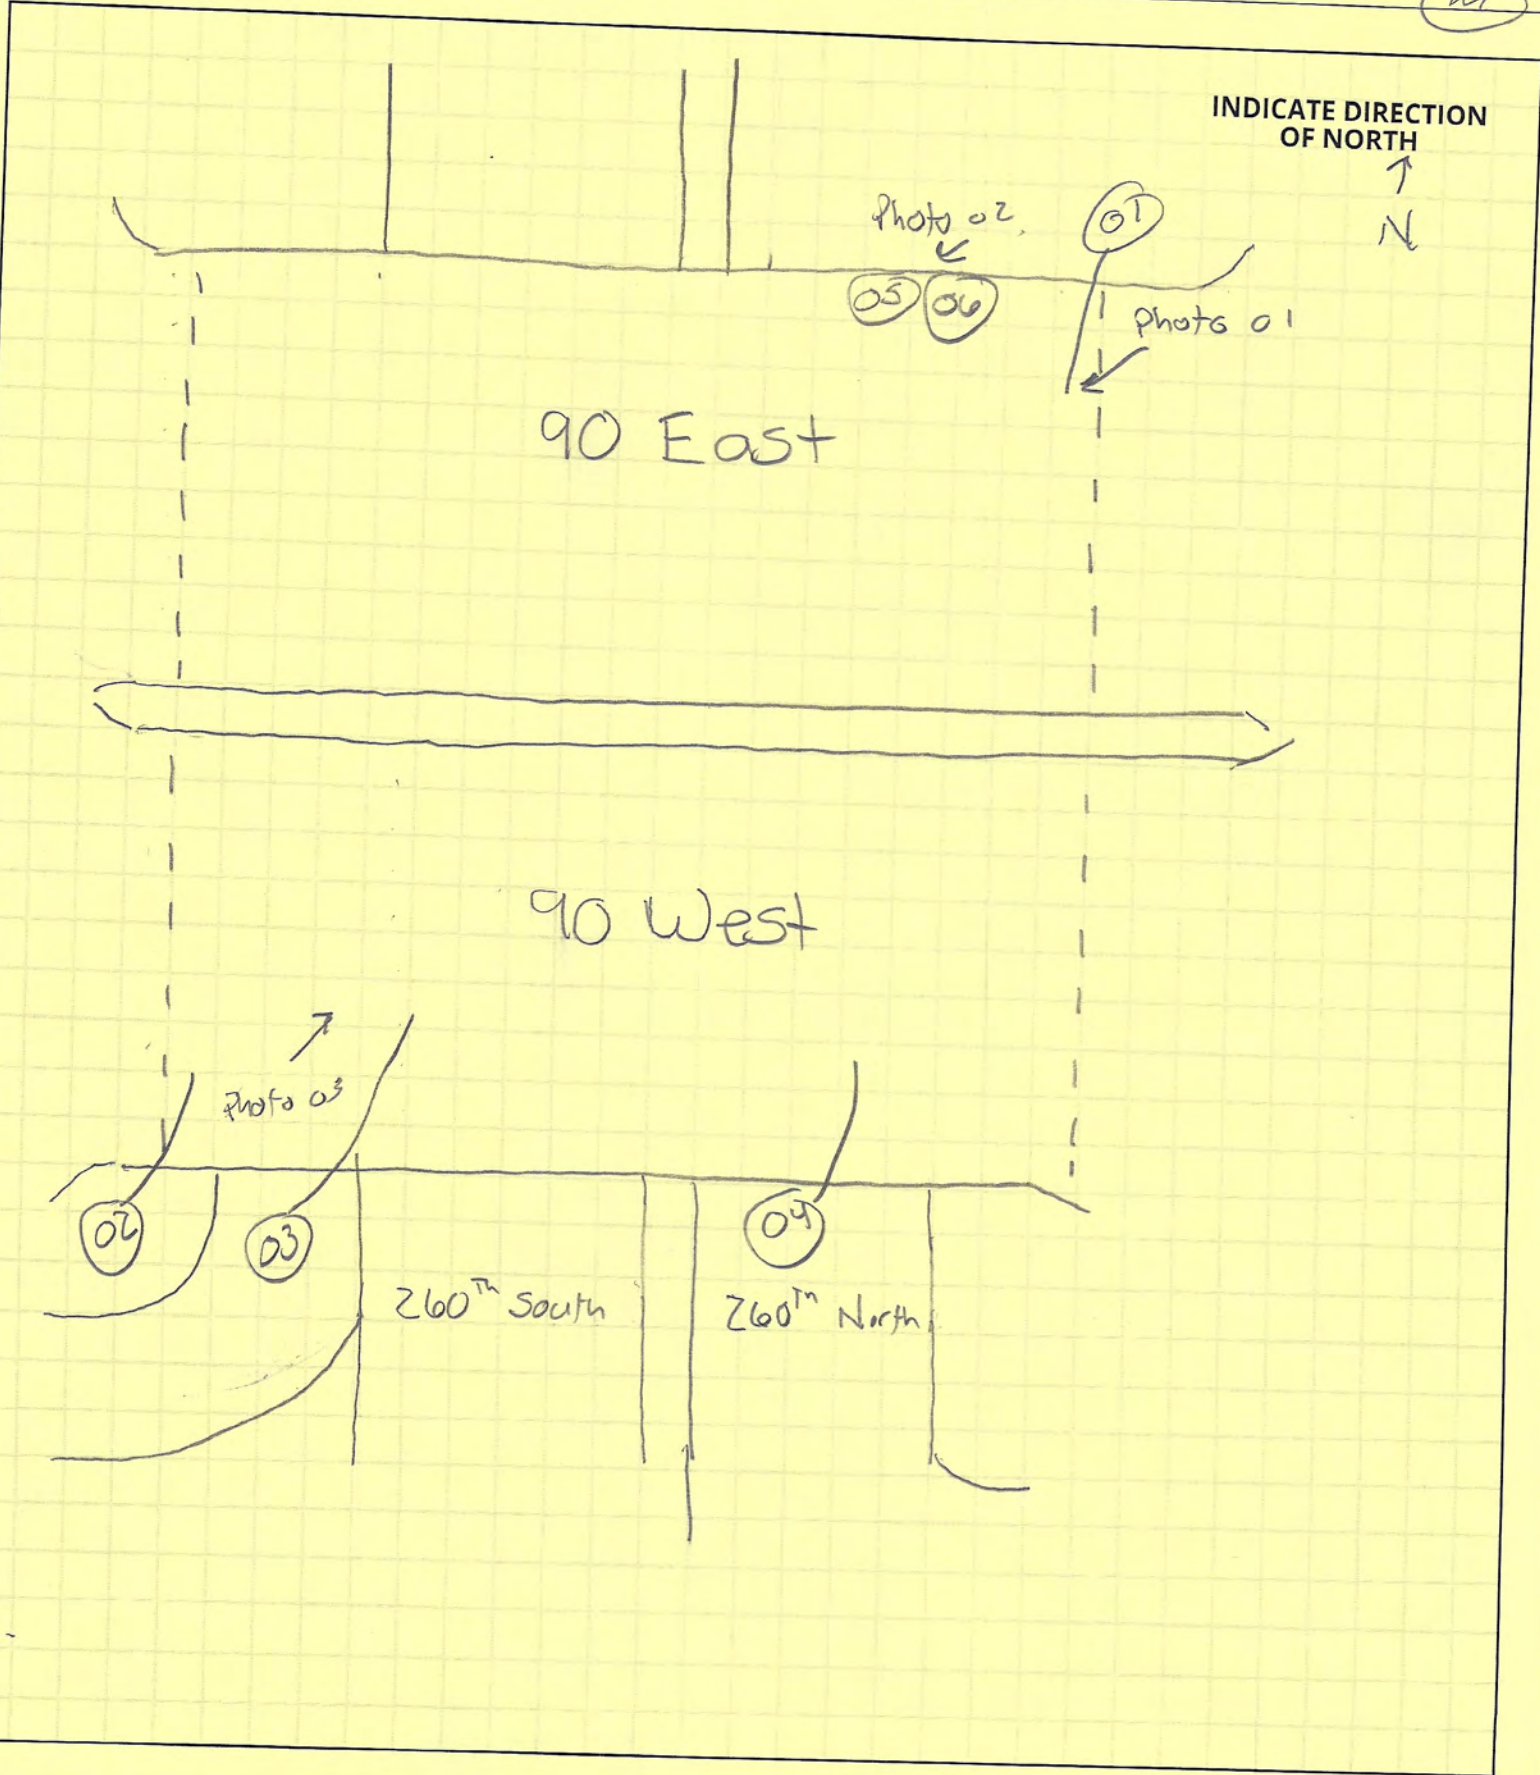 INDICATE DIRECTION
OF NORTH
N
Photo 02
01
05 06
Photo 01
90 East
90 West
Photo 03
02
03
04
260Th South
260Th North